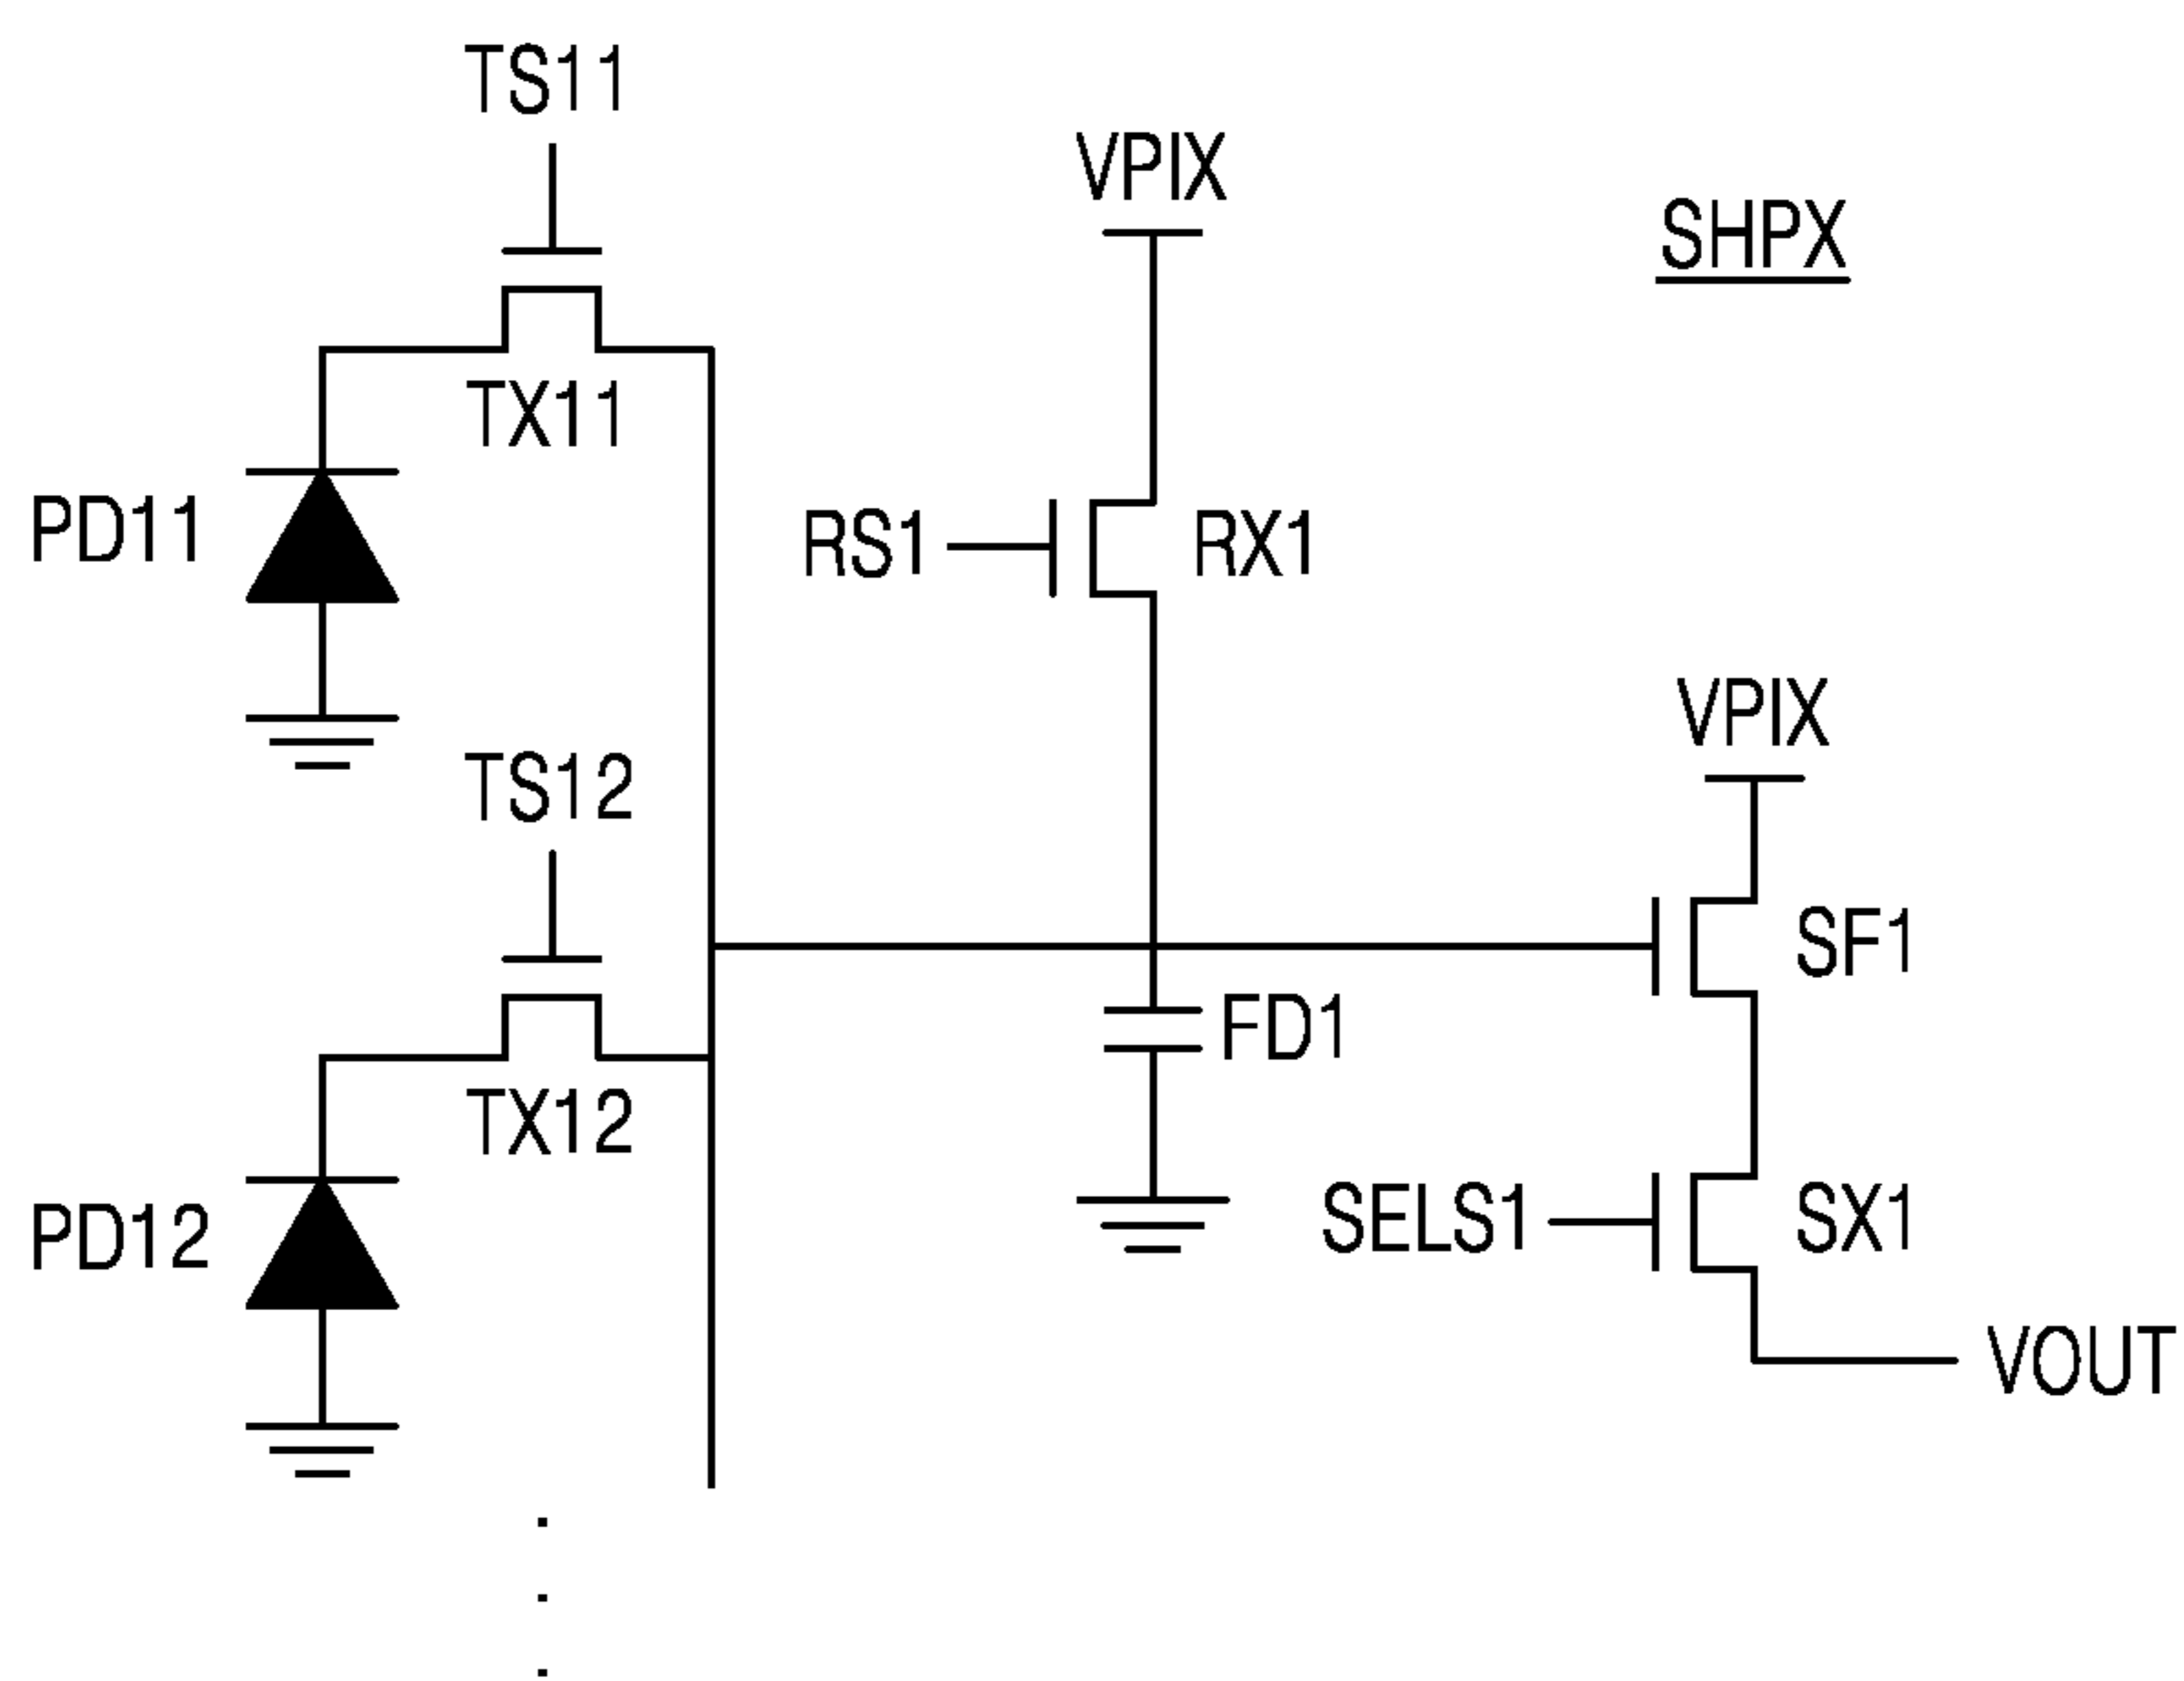 TS11
VPIX
SHPX
TX11
PD11
RS1
RX1
VPIX
TS12
SF1
FD1
TX12
PD12
SELS1
SX1
VOUT